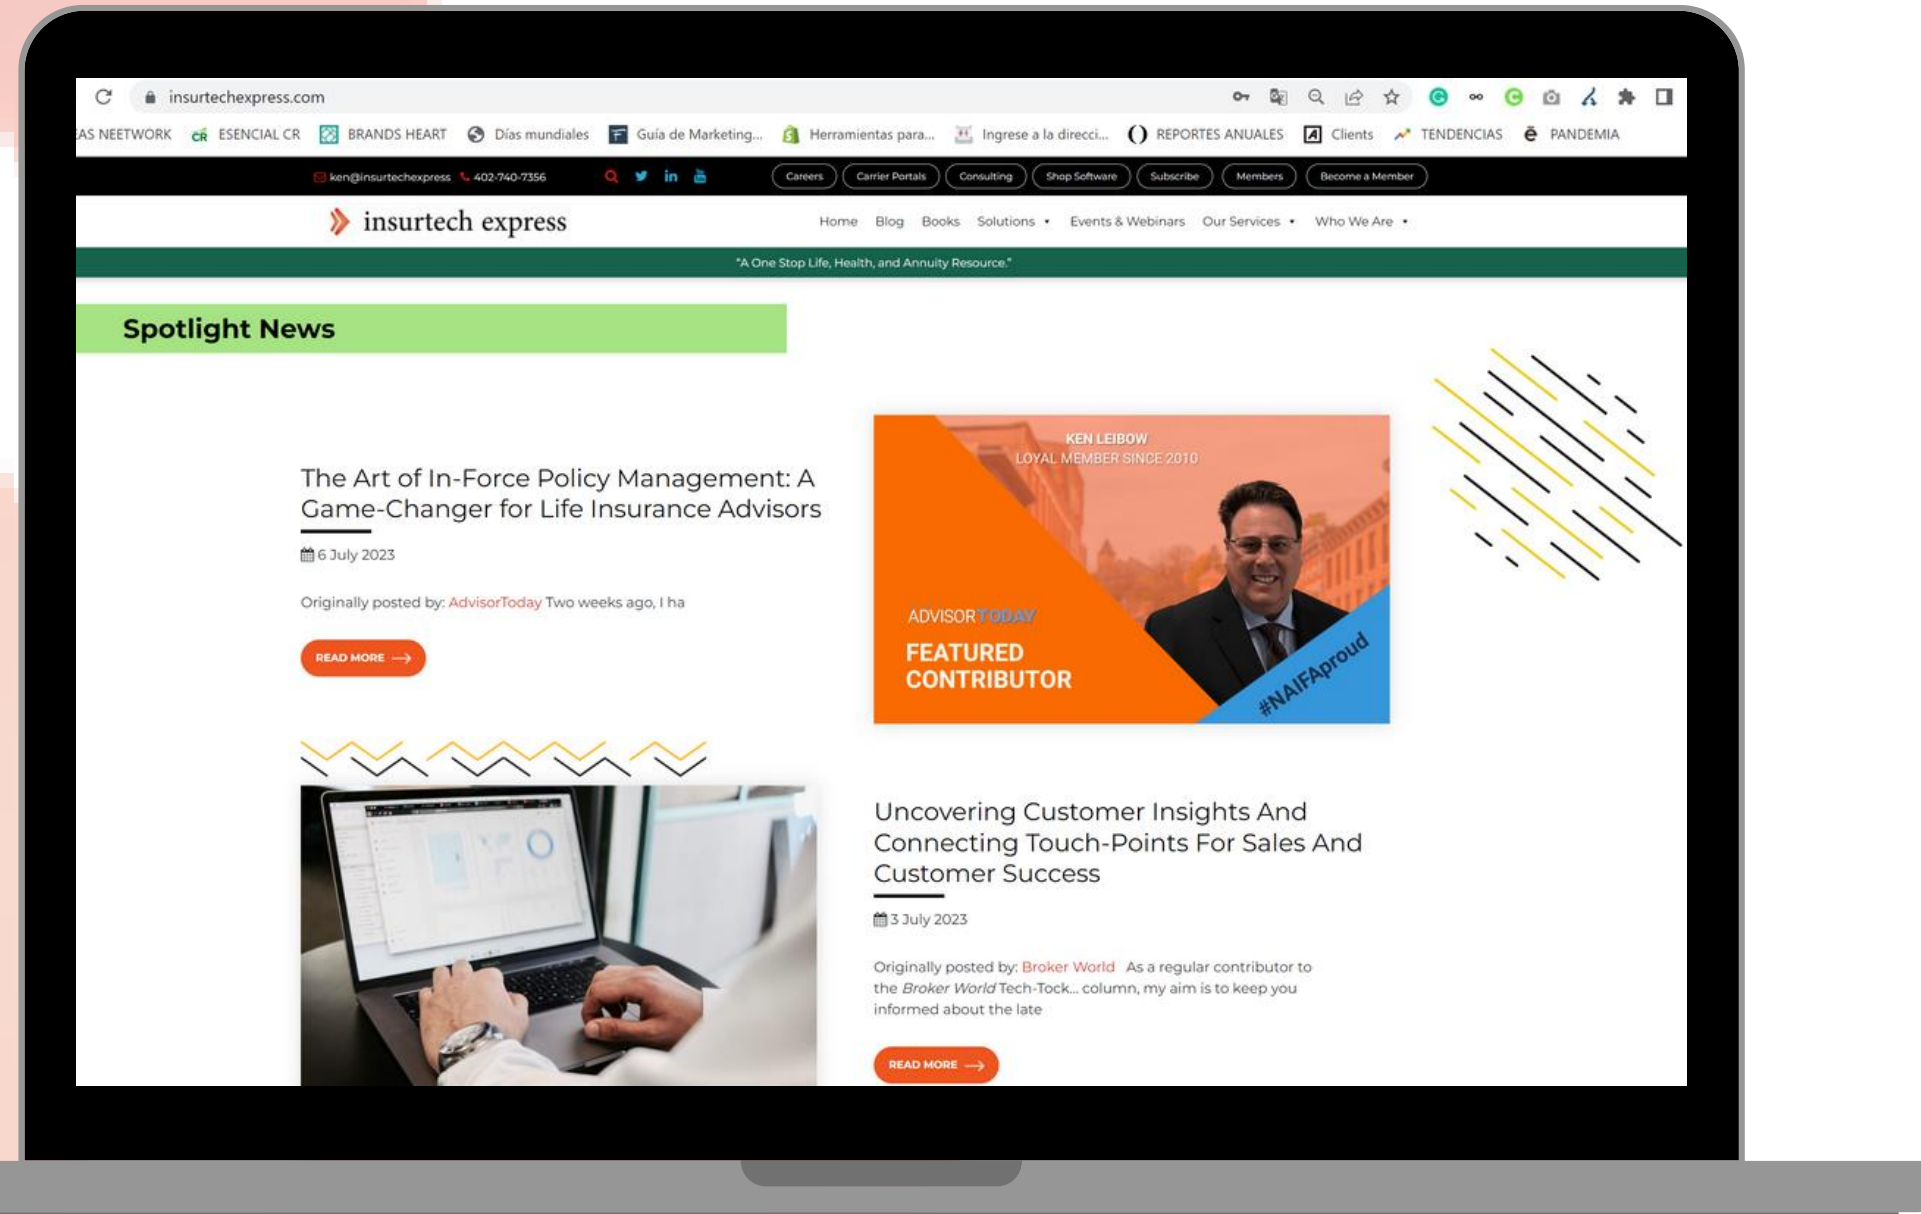 insurtechexpress.com
AS NEETWORK CR ESENCIAL CR BRANDS HEART Días mundiales Guía de Marketing... Herramientas para... Ingrese a la direcci... REPORTES ANUALES Clients TENDENCIAS ē PANDEMIA
ken@insurtechexpress 402-740-7356 in Careers Carrier Portals Consulting Shop Software Subscribe Members Become a Member
insurtech express Home Blog Books Solutions Events & Webinars Our Services Who We Are
"A One Stop Life, Health, and Annuity Resource."
Spotlight News
The Art of In-Force Policy Management: A
Game-Changer for Life Insurance Advisors
6 July 2023
Originally posted by: AdvisorToday Two weeks ago, I ha
READ MORE
KEN LEIBOW
LOYAL MEMBER SINCE 2010
ADVISORTODAY
FEATURED
CONTRIBUTOR
#NAIFAproud
Uncovering Customer Insights And
Connecting Touch-Points For Sales And
Customer Success
3 July 2023
Originally posted by: Broker World As a regular contributor to
the Broker World Tech-Tock... column, my aim is to keep you
informed about the late
READ MORE